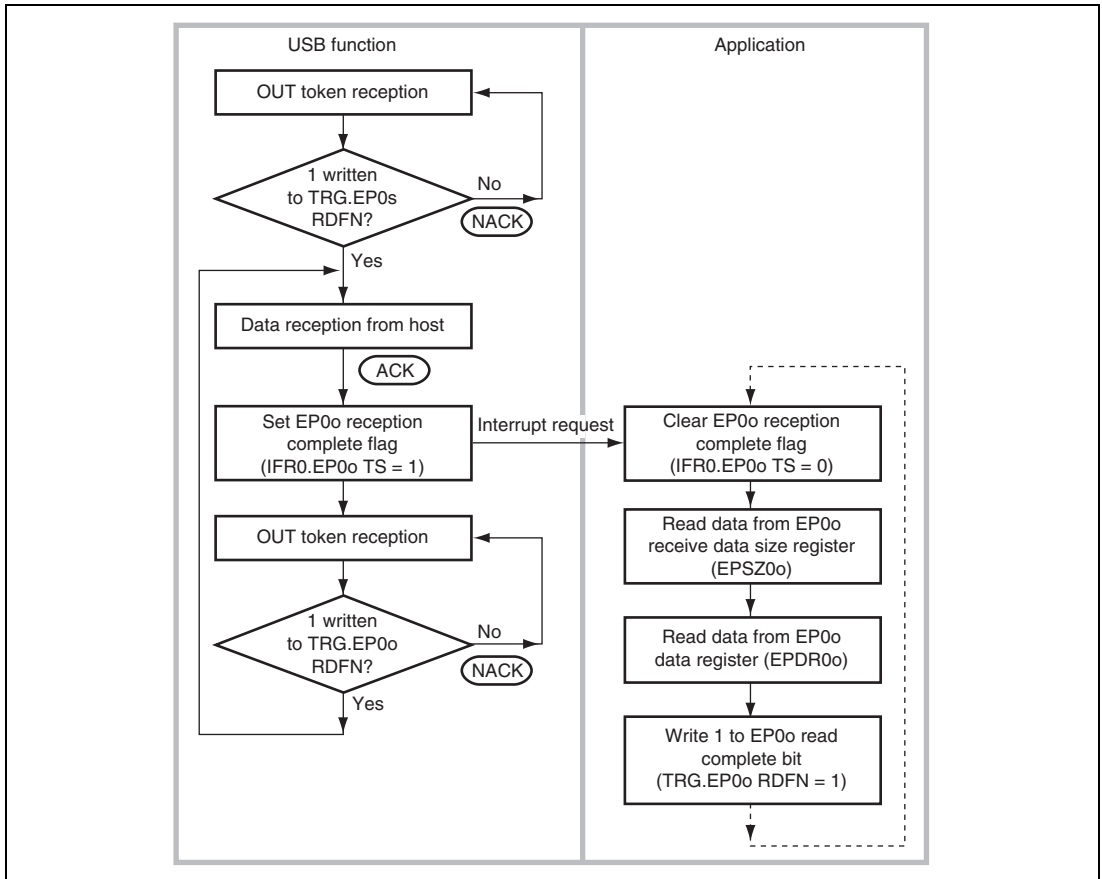 USB function
OUT token reception
1 written
to TRG.EP0s
RDFN?
No
NACK
Yes
Data reception from host
ACK
Set EP0o reception
complete flag
(IFR0.EP0o TS = 1)
Interrupt request
OUT token reception
1 written
to TRG.EP0o
RDFN?
No
NACK
Yes
Application
Clear EP0o reception
complete flag
(IFR0.EP0o TS = 0)
Read data from EP0o
receive data size register
(EPSZ0o)
Read data from EP0o
data register (EPDR0o)
Write 1 to EP0o read
complete bit
(TRG.EP0o RDFN = 1)